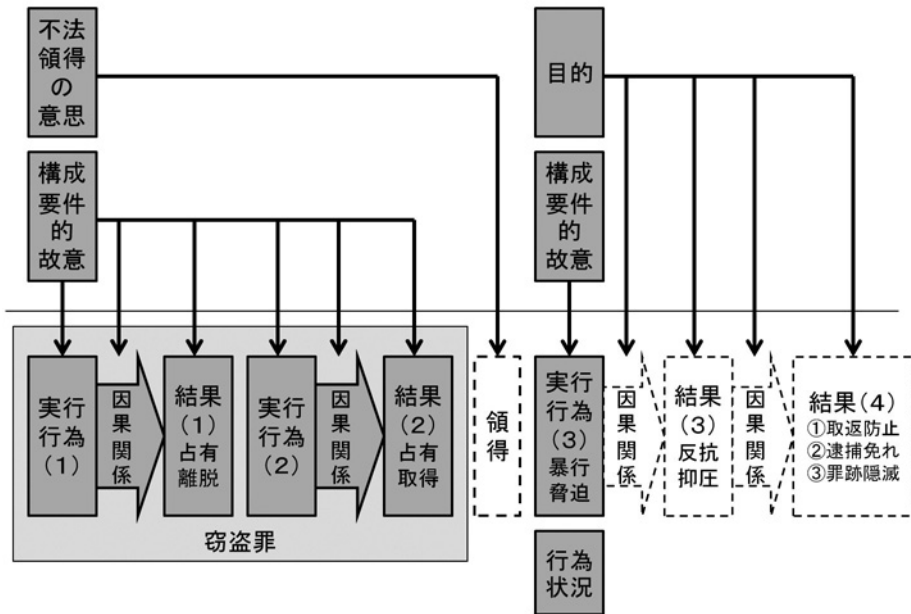 不法
領得
の
意思
目的
構成
要件
的
故意
構成
要件
的
故意
実行
行為
(1)
因果関係
結果
(1)
占有
離脱
実行
行為
(2)
因果関係
結果
(2)
占有
取得
領得
実行
行為
(3)
暴行
脅迫
因果関係
結果
(3)
反抗
抑圧
因果関係
結果(4)
①取返防止
②逮捕免れ
③罪跡隠滅
窃盗罪
行為
状況